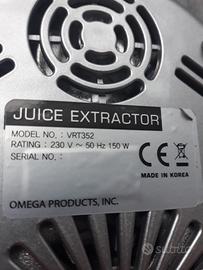 JUICE EXTRACTOR
MODEL NO. : VRT352
RATING : 230 V ~ 50 Hz 150 W
SERIAL NO. :
CE
MADE IN KOREA
OMEGA PRODUCTS, INC.
subito